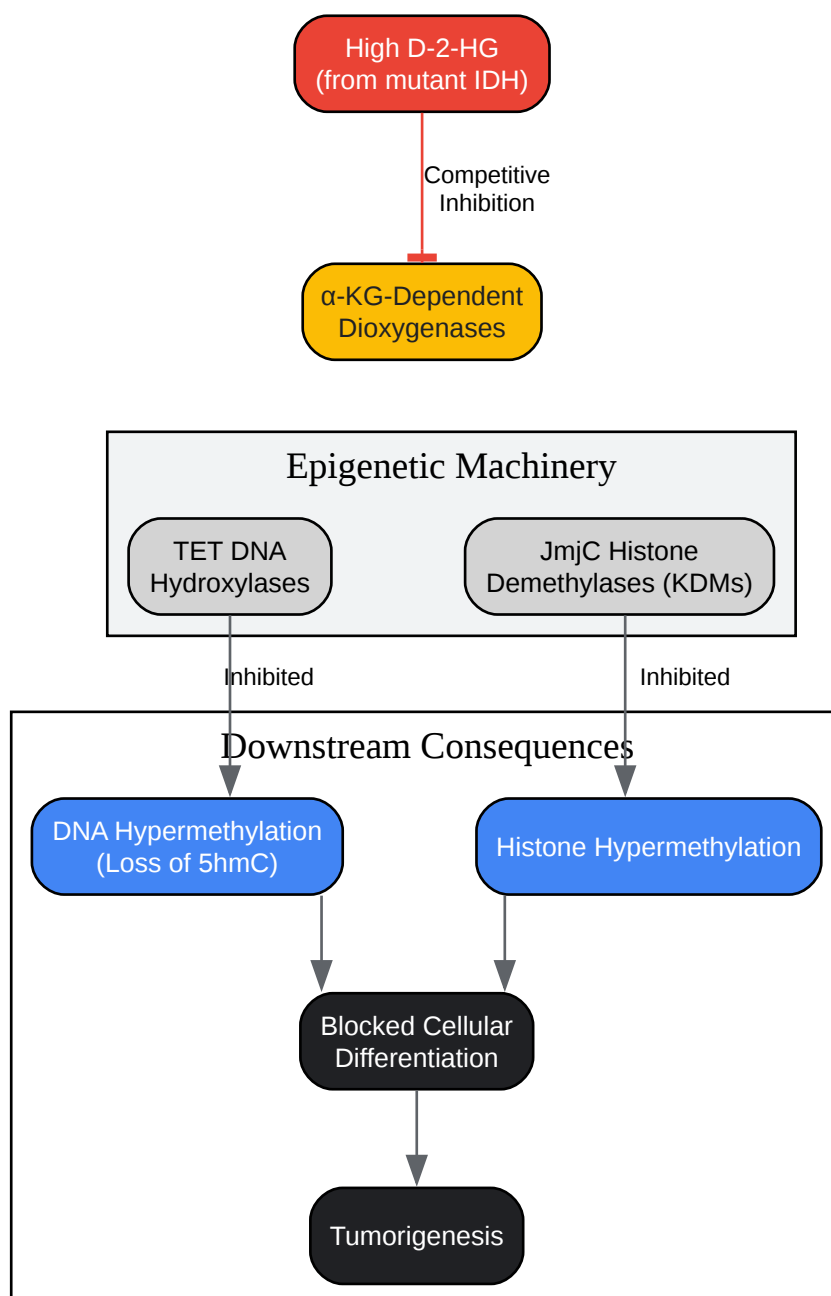 High D-2-HG
(from mutant IDH)
Competitive
Inhibition
α-KG-Dependent
Dioxygenases
Epigenetic Machinery
TET DNA
Hydroxylases
JmjC Histone
Demethylases (KDMs)
Inhibited
Inhibited
Downstream Consequences
DNA Hypermethylation
(Loss of 5hmC)
Histone Hypermethylation
Blocked Cellular
Differentiation
Tumorigenesis